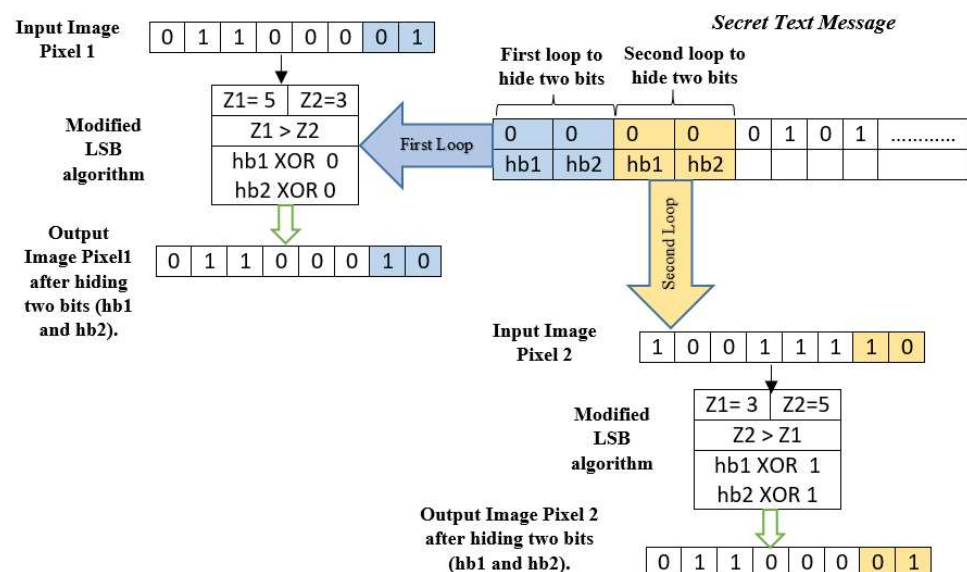 Input Image
Pixel 1
0 1 1 0 0 0 0 1
Secret Text Message
First loop to
hide two bits
Second loop to
hide two bits
Z1= 5 Z2=3
Z1 > Z2
hb1 XOR 0
hb2 XOR 0
Modified
LSB
algorithm
First Loop
0 0 0 0 0 1 0 1 ............
hb1 hb2 hb1 hb2
Second Loop
Output
Image Pixel1
after hiding
two bits (hb1
and hb2).
0 1 1 0 0 0 1 0
Input Image
Pixel 2
1 0 0 1 1 1 1 0
Modified
LSB
algorithm
Z1= 3 Z2=5
Z2 > Z1
hb1 XOR 1
hb2 XOR 1
Output Image Pixel 2
after hiding two bits
(hb1 and hb2).
0 1 1 0 0 0 0 1